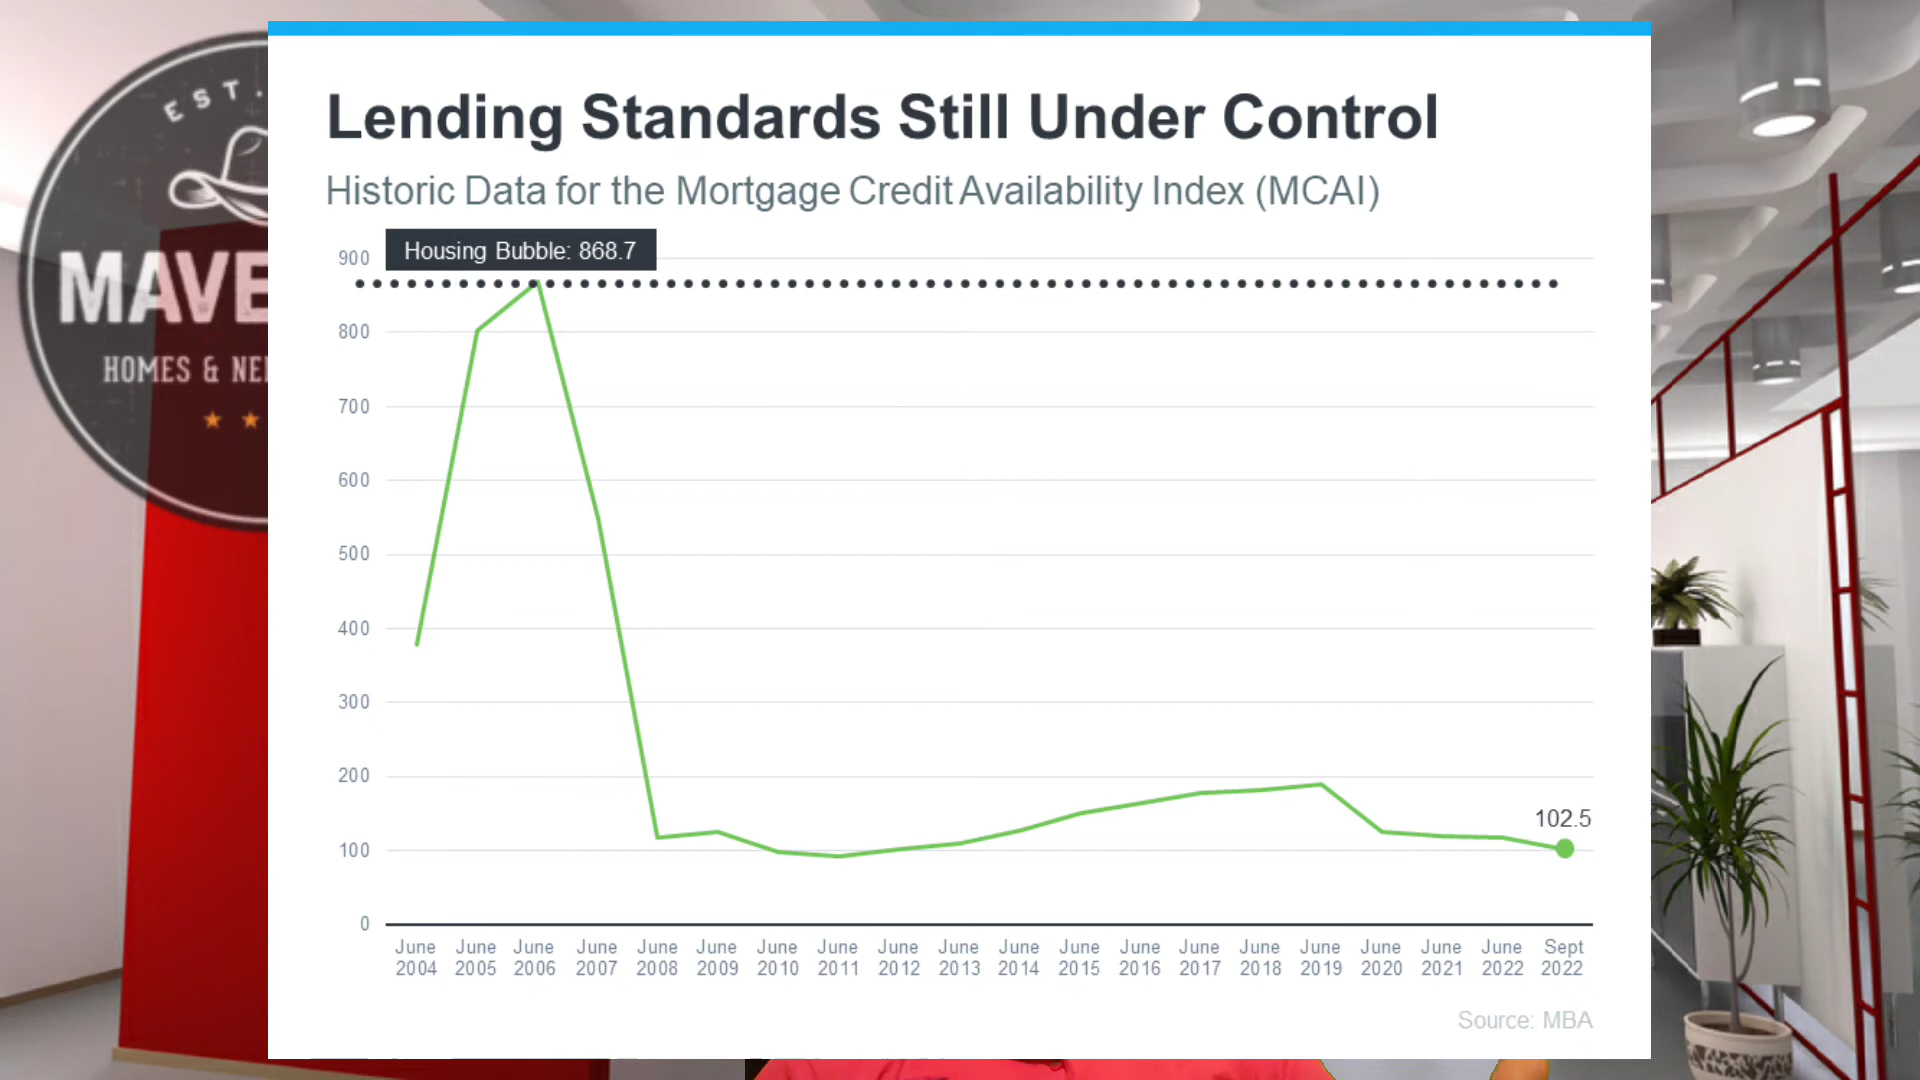 EST.
MAVE
HOMES & NE
Lending Standards Still Under Control
Historic Data for the Mortgage Credit Availability Index (MCAI)
Housing Bubble: 868.7
900
800
700
600
500
400
300
200
100
0
102.5
June 2004
June 2005
June 2006
June 2007
June 2008
June 2009
June 2010
June 2011
June 2012
June 2013
June 2014
June 2015
June 2016
June 2017
June 2018
June 2019
June 2020
June 2021
June 2022
Sept 2022
Source: MBA